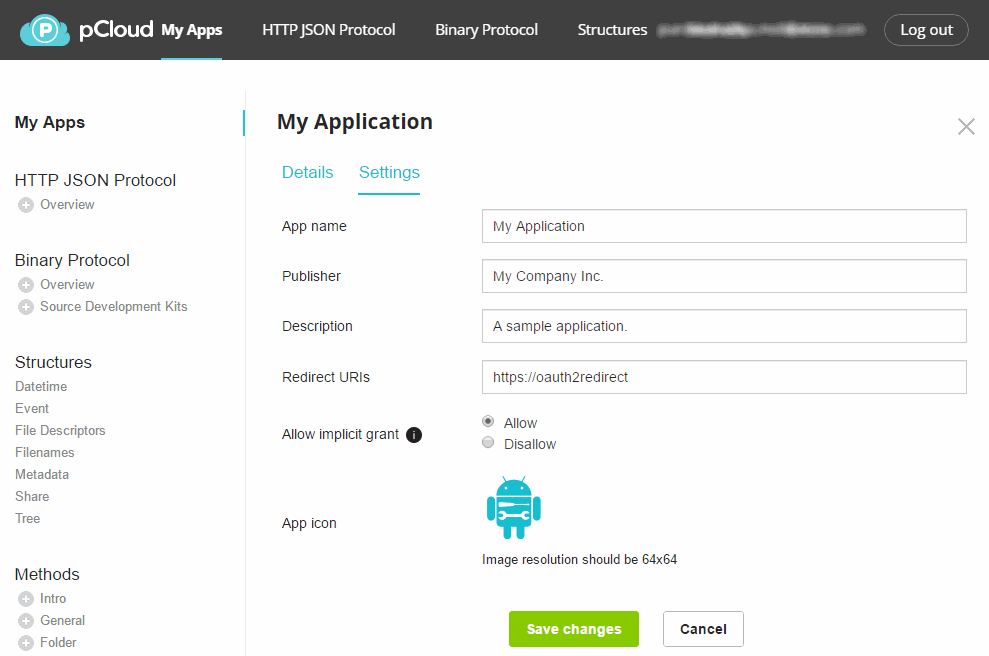 pCloud My Apps HTTP JSON Protocol Binary Protocol Structures Log out
My Apps
HTTP JSON Protocol
Overview
Binary Protocol
Overview
Source Development Kits
Structures
Datetime
Event
File Descriptors
Filenames
Metadata
Share
Tree
Methods
Intro
General
Folder
My Application
Details Settings
App name My Application
Publisher My Company Inc.
Description A sample application.
Redirect URIs https://oauth2redirect
Allow implicit grant i Allow
Disallow
App icon
Image resolution should be 64x64
Save changes Cancel